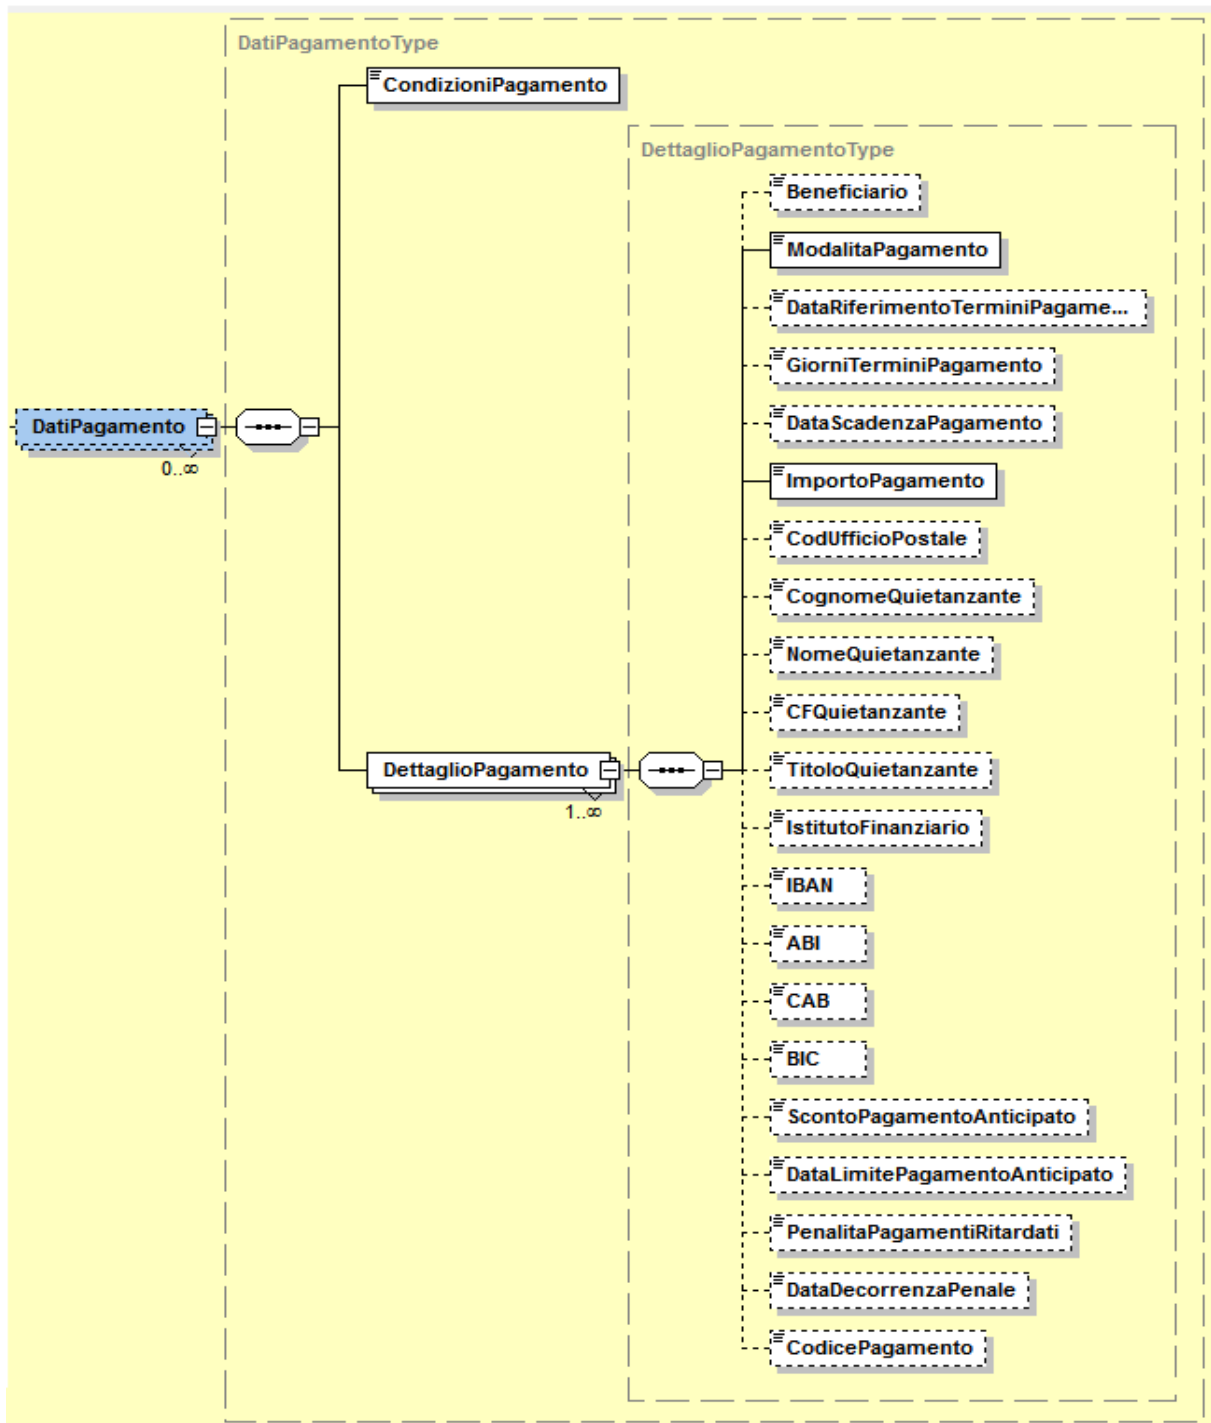 DatiPagamentoType
CondizioniPagamento
DettaglioPagamentoType
Beneficiario
ModalitaPagamento
DataRiferimentoTerminiPagame...
GiorniTerminiPagamento
DataScadenzaPagamento
DatiPagamento
0..∞
ImportoPagamento
CodUfficioPostale
CognomeQuietanzante
NomeQuietanzante
CFQuietanzante
DettaglioPagamento
1..∞
TitoloQuietanzante
IstitutoFinanziario
IBAN
ABI
CAB
BIC
ScontoPagamentoAnticipato
DataLimitePagamentoAnticipato
PenalitaPagamentiRitardati
DataDecorrenzaPenale
CodicePagamento